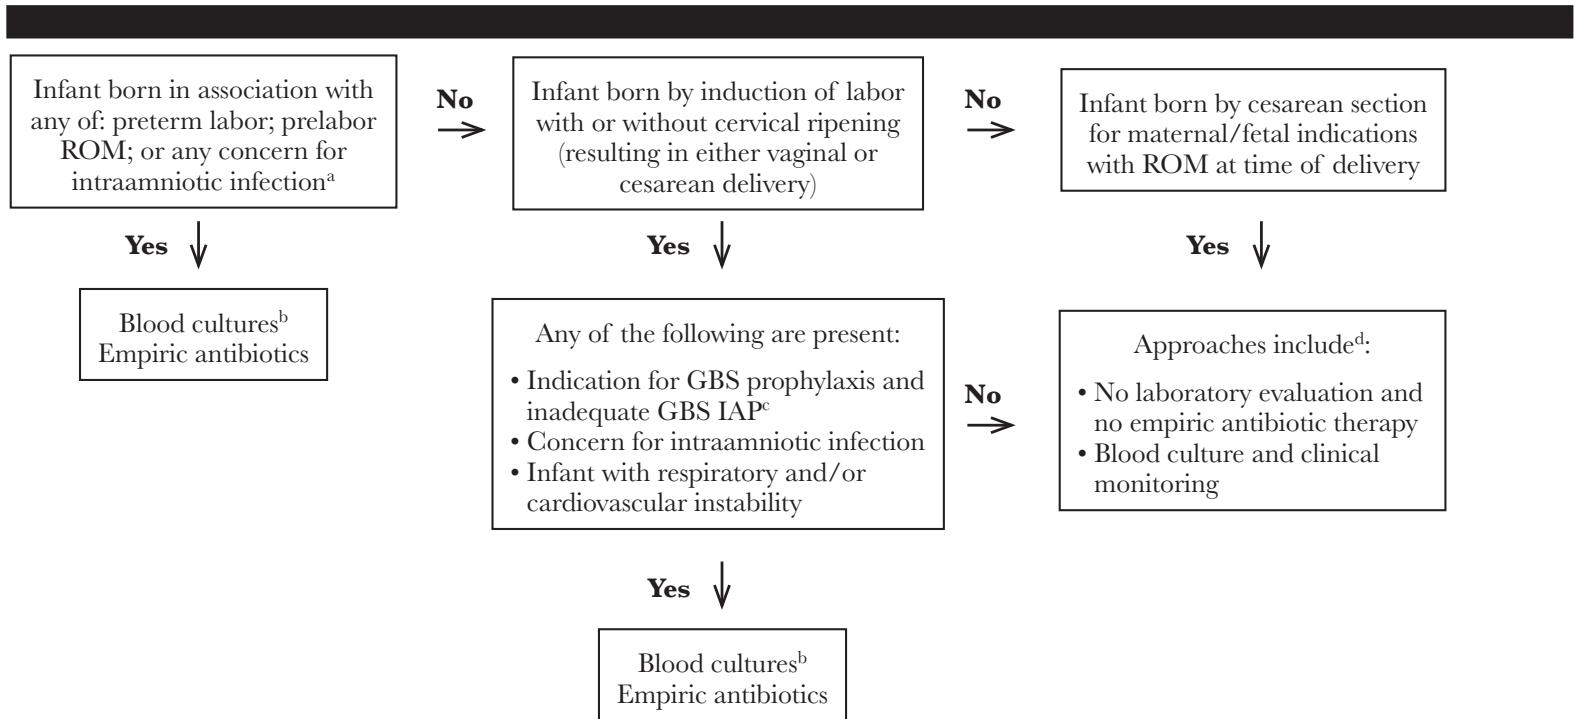 Infant born in association with
any of: preterm labor; prelabor
ROM; or any concern for
intraamniotic infectionᵃ
No
Infant born by induction of labor
with or without cervical ripening
(resulting in either vaginal or
cesarean delivery)
No
Infant born by cesarean section
for maternal/fetal indications
with ROM at time of delivery
Yes
Yes
Yes
Blood culturesᵇ
Empiric antibiotics
Any of the following are present:
• Indication for GBS prophylaxis and
inadequate GBS IAPᶜ
• Concern for intraamniotic infection
• Infant with respiratory and/or
cardiovascular instability
No
Approaches includeᵈ:
• No laboratory evaluation and
no empiric antibiotic therapy
• Blood culture and clinical
monitoring
Yes
Blood culturesᵇ
Empiric antibiotics